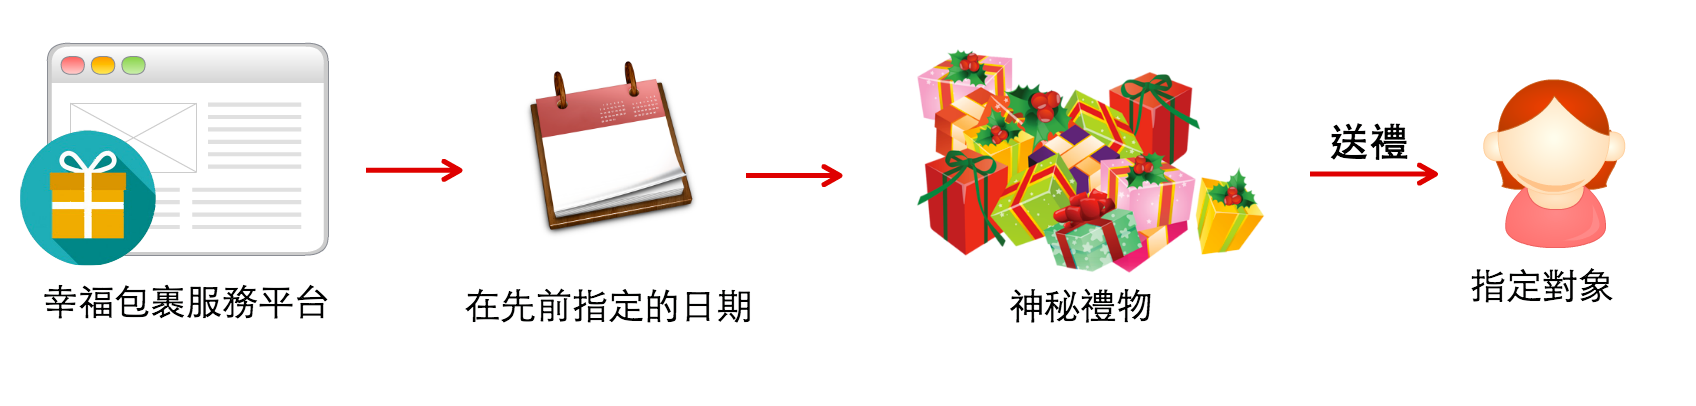 幸福包裹服務平台
在先前指定的日期
神秘禮物
送禮
指定對象